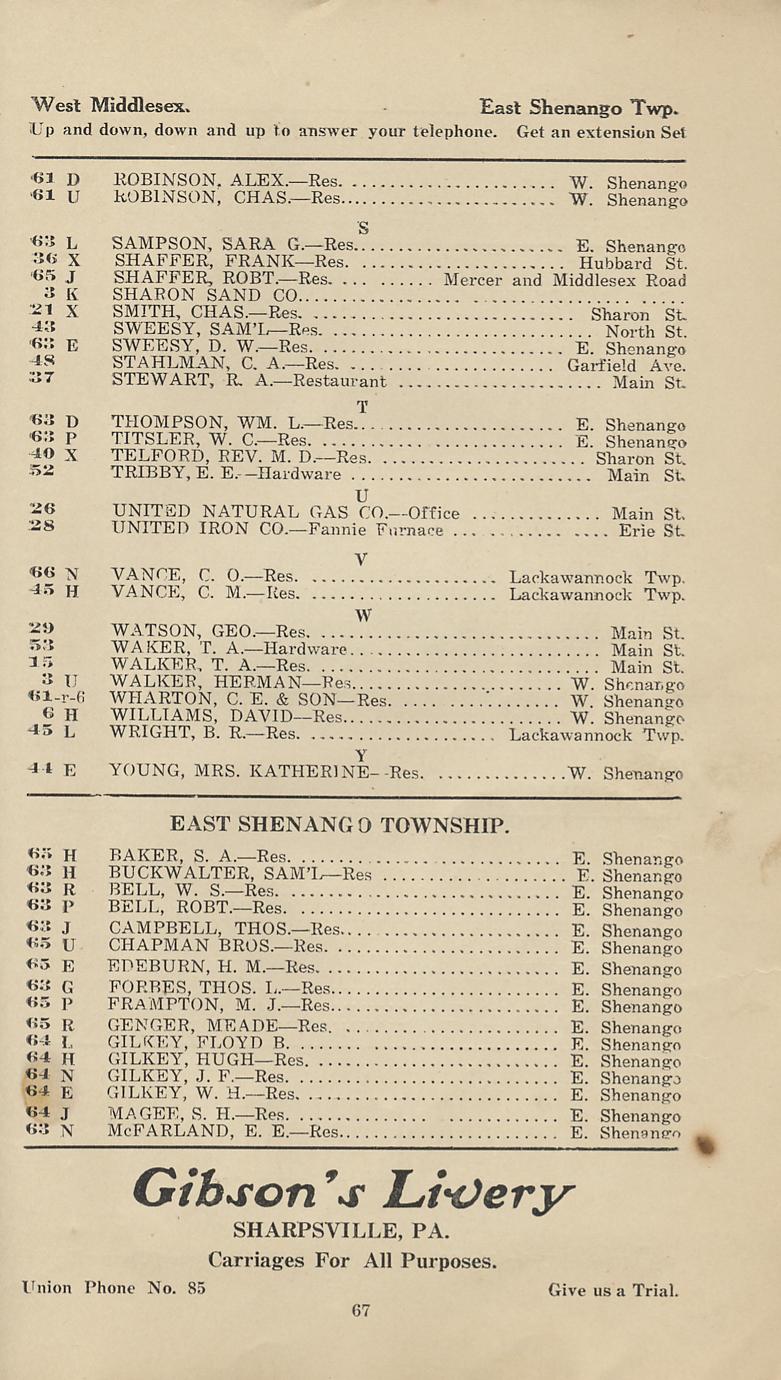 West Middlesex. East Shenango Twp.
Up and down, down and up to answer your telephone. Get an extension Set
61 D ROBINSON, ALEX.—Res. ........................ W. Shenango
61 U ROBINSON, CHAS.—Res......................... W. Shenango
S
63 L SAMPSON, SARA G.—Res......................... E. Shenango
36 X SHAFFER, FRANK—Res. ........................ Hubbard St.
65 J SHAFFER, ROBT.—Res. ... ....... Mercer and Middlesex Road
3 K SHARON SAND CO......................................
21 X SMITH, CHAS.—Res. ................................ Sharon St.
43 SWEESY, SAM'L—Res. ............................... North St.
63 E SWEESY, D. W.—Res. .............................. E. Shenango
48 STAHLMAN, C. A.—Res. ........................ Garfield Ave.
37 STEWART, R. A.—Restaurant ........................ Main St.
T
63 D THOMPSON, WM. L.—Res.......................... E. Shenango
63 P TITSLER, W. C.—Res. ............................ E. Shenango
40 X TELFORD, REV. M. D.—Res. ......................... Sharon St.
52 TRIBBY, E. E.—Hardware ............................ Main St.
U
26 UNITED NATURAL GAS CO.—Office ............... Main St.
28 UNITED IRON CO.—Fannie Furnace ... .......... .... Erie St.
V
66 N VANCE, C. O.—Res. ...................... Lackawannock Twp.
45 H VANCE, C. M.—Res. ...................... Lackawannock Twp.
W
29 WATSON, GEO.—Res. ................................. Main St.
53 WAKER, T. A.—Hardware.............................. Main St.
15 WALKER, T. A.—Res. ................................ Main St.
3 U WALKER, HERMAN—Res......................... W. Shenango
61-r-6 WHARTON, C. E. & SON—Res. .................... W. Shenango
6 H WILLIAMS, DAVID—Res.......................... W. Shenango
45 L WRIGHT, B. R.—Res. ....................... Lackawannock Twp.
Y
44 E YOUNG, MRS. KATHERINE—Res. ...............W. Shenango
EAST SHENANGO TOWNSHIP.
65 H BAKER, S. A.—Res. ................................ E. Shenango
63 H BUCKWALTER, SAM'L—Res ...................... E. Shenango
63 R BELL, W. S.—Res. ................................. E. Shenango
63 P BELL, ROBT.—Res. ............................... E. Shenango
63 J CAMPBELL, THOS.—Res.......................... E. Shenango
65 U CHAPMAN BROS.—Res. ........................... E. Shenango
65 E EDEBURN, H. M.—Res. ............................ E. Shenango
63 G FORBES, THOS. L.—Res........................... E. Shenango
65 P FRAMPTON, M. J.—Res........................... E. Shenango
65 R GENGER, MEADE—Res. .......................... E. Shenango
64 L GILKEY, FLOYD B. ................................ E. Shenango
64 H GILKEY, HUGH—Res. ............................. E. Shenango
64 N GILKEY, J. F.—Res. ................................ E. Shenango
64 E GILKEY, W. H.—Res. ............................... E. Shenango
64 J MAGEE, S. H.—Res. ................................ E. Shenango
63 N McFARLAND, E. E.—Res.......................... E. Shenango
Gibson's Livery
SHARPSVILLE, PA.
Carriages For All Purposes.
Union Phone No. 85 Give us a Trial.
67